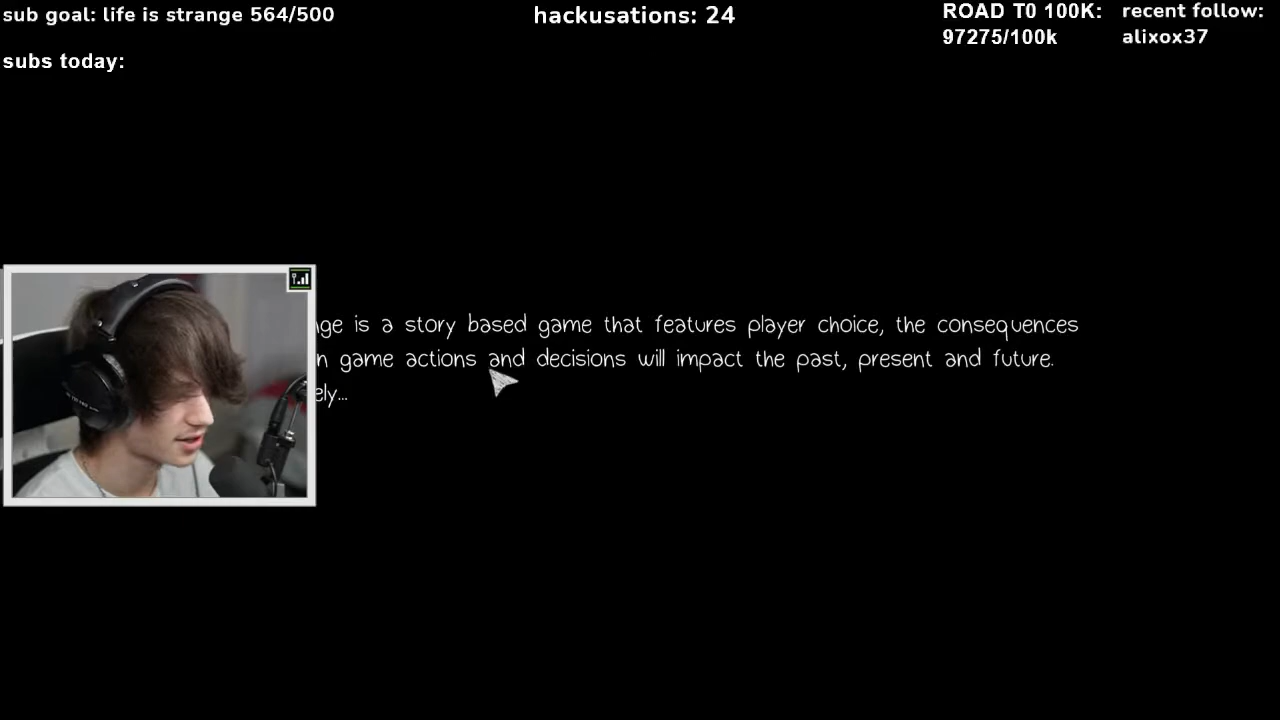 sub goal: life is strange 564/500
subs today:
hackusations: 24
ROAD T0 100K:
97275/100k
recent follow:
alixox37
nge is a story based game that features player choice, the consequences
n game actions and decisions will impact the past, present and future.
ely...